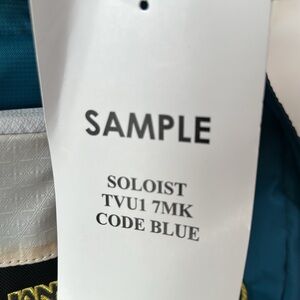 SAMPLE
SOLOIST
TVU1 7MK
CODE BLUE